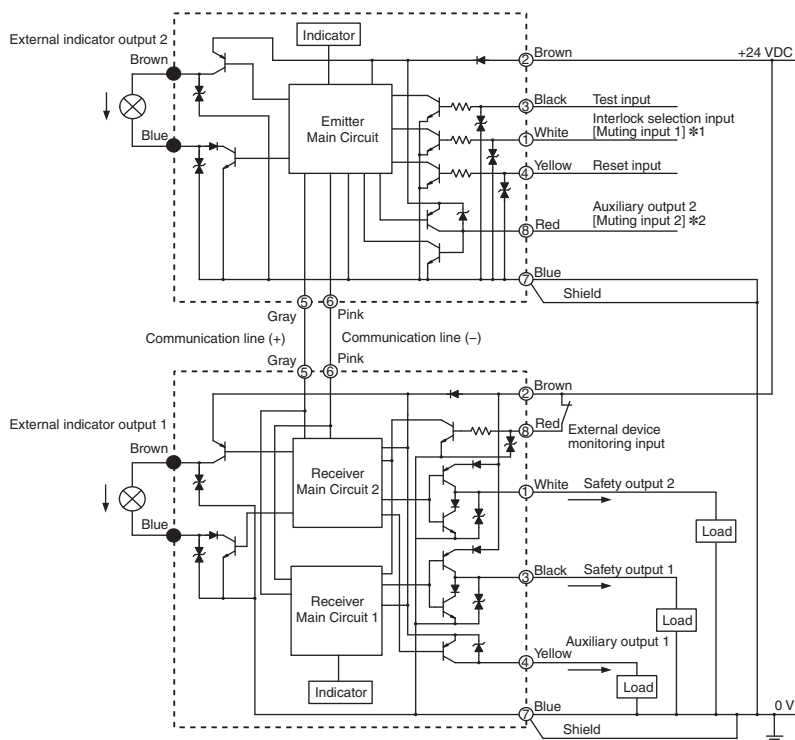 External indicator output 2
Brown
Blue
Indicator
Emitter
Main Circuit
2 Brown
+24 VDC
3 Black Test input
1 White Interlock selection input
[Muting input 1] *1
4 Yellow Reset input
8 Red Auxiliary output 2
[Muting input 2] *2
7 Blue
Shield
5 6
Gray Pink
Communication line (+) Communication line (−)
Gray Pink
5 6
External indicator output 1
Brown
Blue
Receiver
Main Circuit 2
Receiver
Main Circuit 1
Indicator
2 Brown
8 Red
External device
monitoring input
1 White Safety output 2
Load
3 Black Safety output 1
Load
Auxiliary output 1
4 Yellow
Load
7 Blue
0 V
Shield